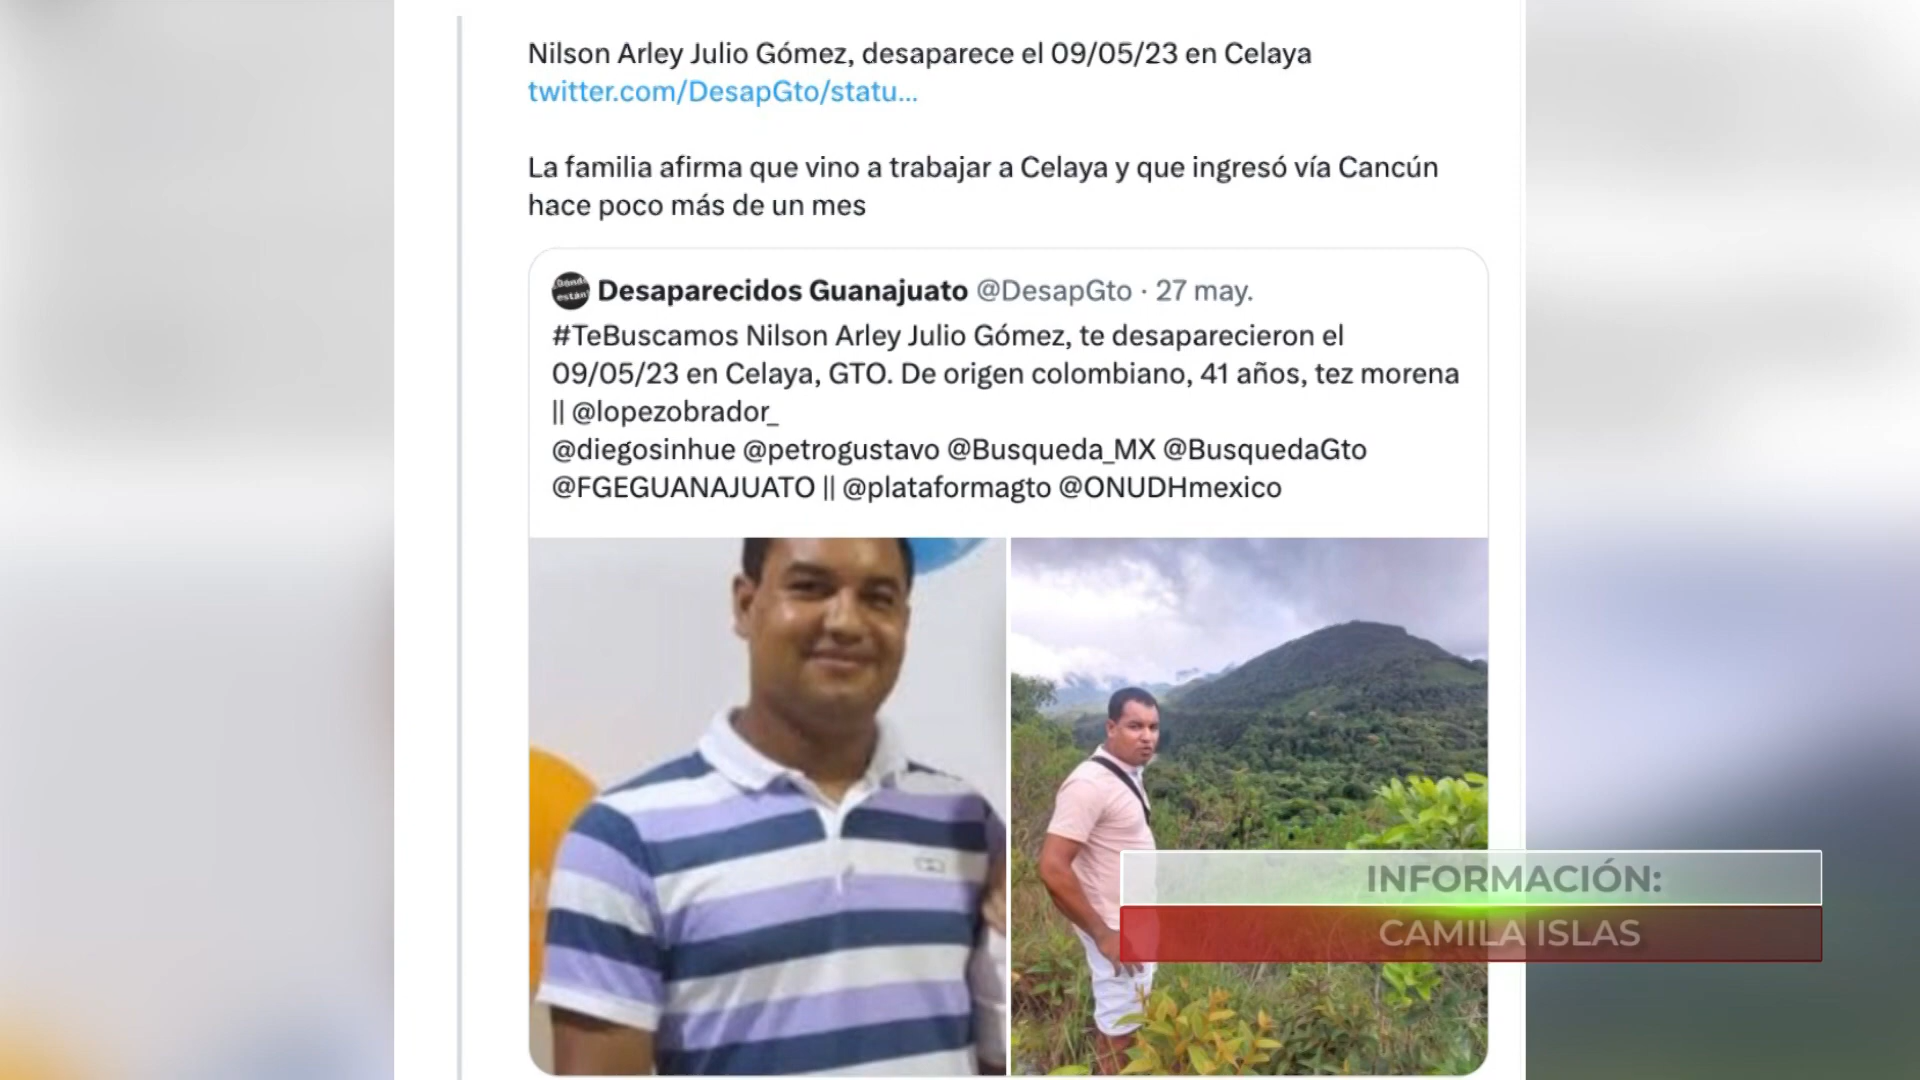 Nilson Arley Julio Gómez, desaparece el 09/05/23 en Celaya
twitter.com/DesapGto/statu...
La familia afirma que vino a trabajar a Celaya y que ingresó vía Cancún
hace poco más de un mes
¿Dónde
están?
Desaparecidos Guanajuato @DesapGto · 27 may.
#TeBuscamos Nilson Arley Julio Gómez, te desaparecieron el
09/05/23 en Celaya, GTO. De origen colombiano, 41 años, tez morena
|| @lopezobrador_
@diegosinhue @petrogustavo @Busqueda_MX @BusquedaGto
@FGEGUANAJUATO || @plataformagto @ONUDHmexico
INFORMACIÓN:
CAMILA ISLAS